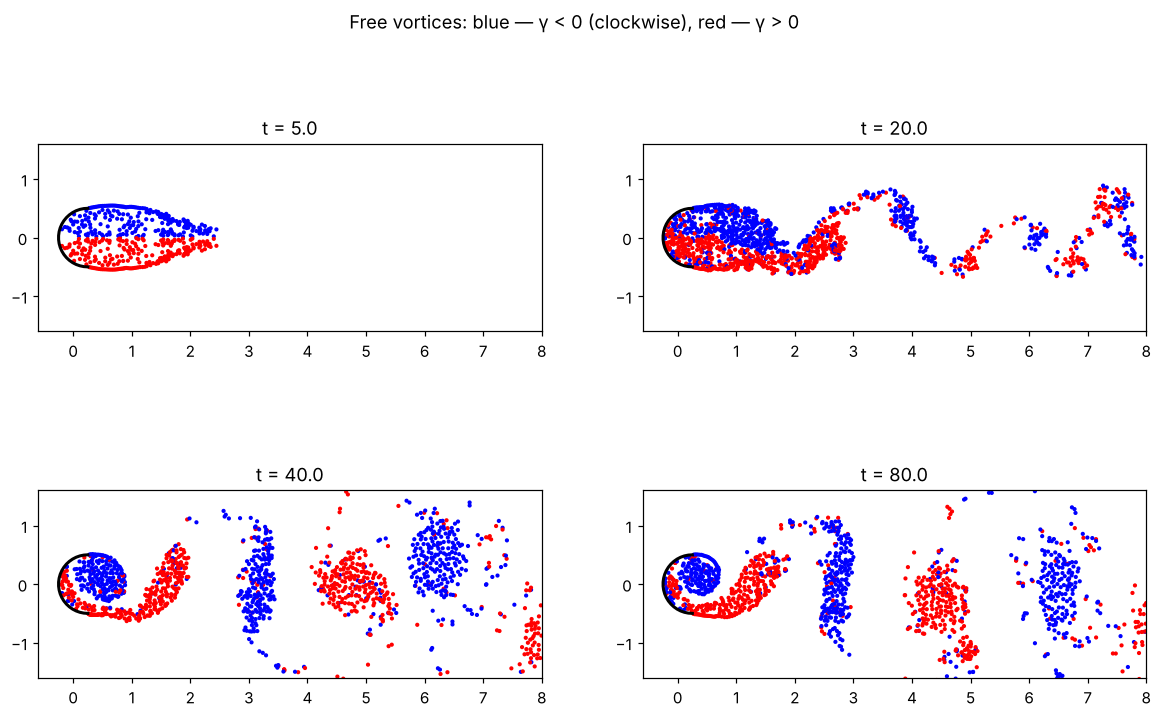 Free vortices: blue — γ < 0 (clockwise), red — γ > 0
t = 5.0
1
0
−1
0 1 2 3 4 5 6 7 8
t = 20.0
1
0
−1
0 1 2 3 4 5 6 7 8
t = 40.0
1
0
−1
0 1 2 3 4 5 6 7 8
t = 80.0
1
0
−1
0 1 2 3 4 5 6 7 8